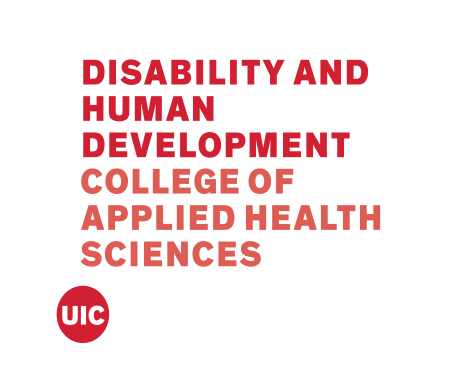 DISABILITY AND
HUMAN
DEVELOPMENT
COLLEGE OF
APPLIED HEALTH
SCIENCES
UIC